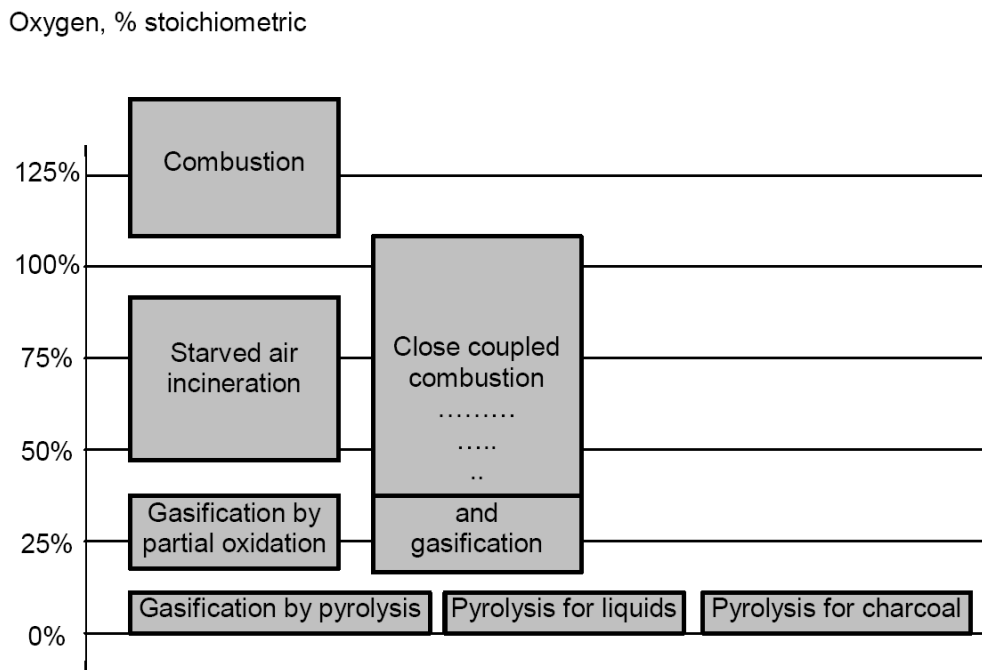 Oxygen, % stoichiometric
Combustion
125%
100%
Starved air
incineration
Close coupled
combustion
.........
.....
..
75%
50%
Gasification by
partial oxidation
and
gasification
25%
Gasification by pyrolysis
Pyrolysis for liquids
Pyrolysis for charcoal
0%